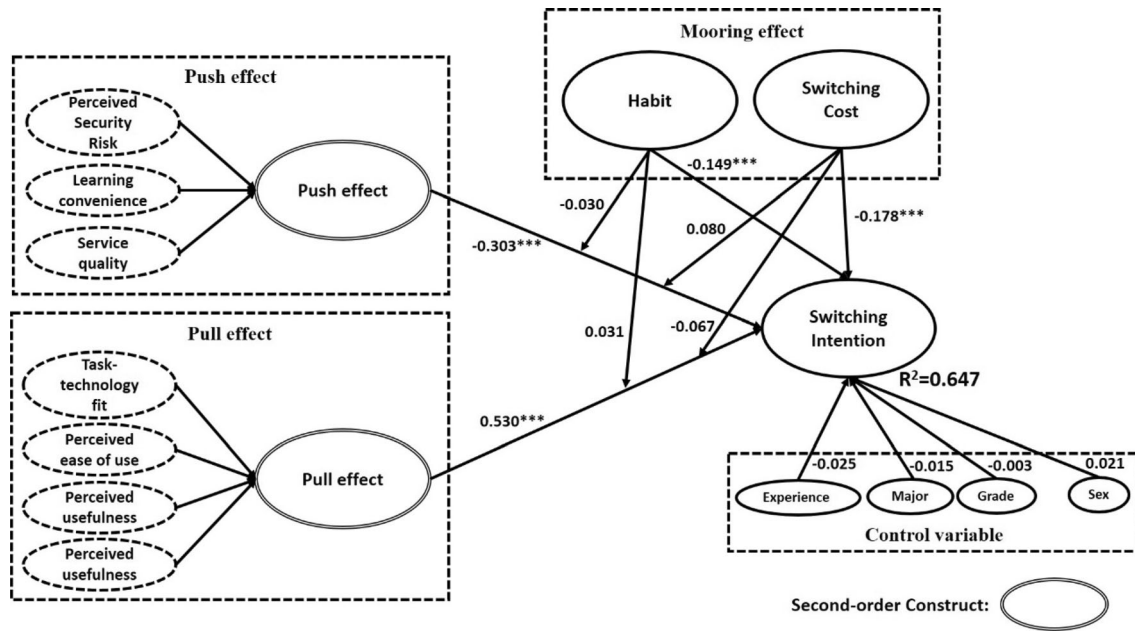 Push effect
Perceived
Security
Risk
Learning
convenience
Service
quality
Push effect
-0.303***
Pull effect
Task-
technology
fit
Perceived
ease of use
Perceived
usefulness
Perceived
usefulness
Pull effect
0.530***
Mooring effect
Habit
Switching
Cost
-0.149***
-0.030
0.080
-0.178***
0.031
-0.067
Switching
Intention
R²=0.647
-0.025
-0.015
-0.003
0.021
Experience
Major
Grade
Sex
Control variable
Second-order Construct: